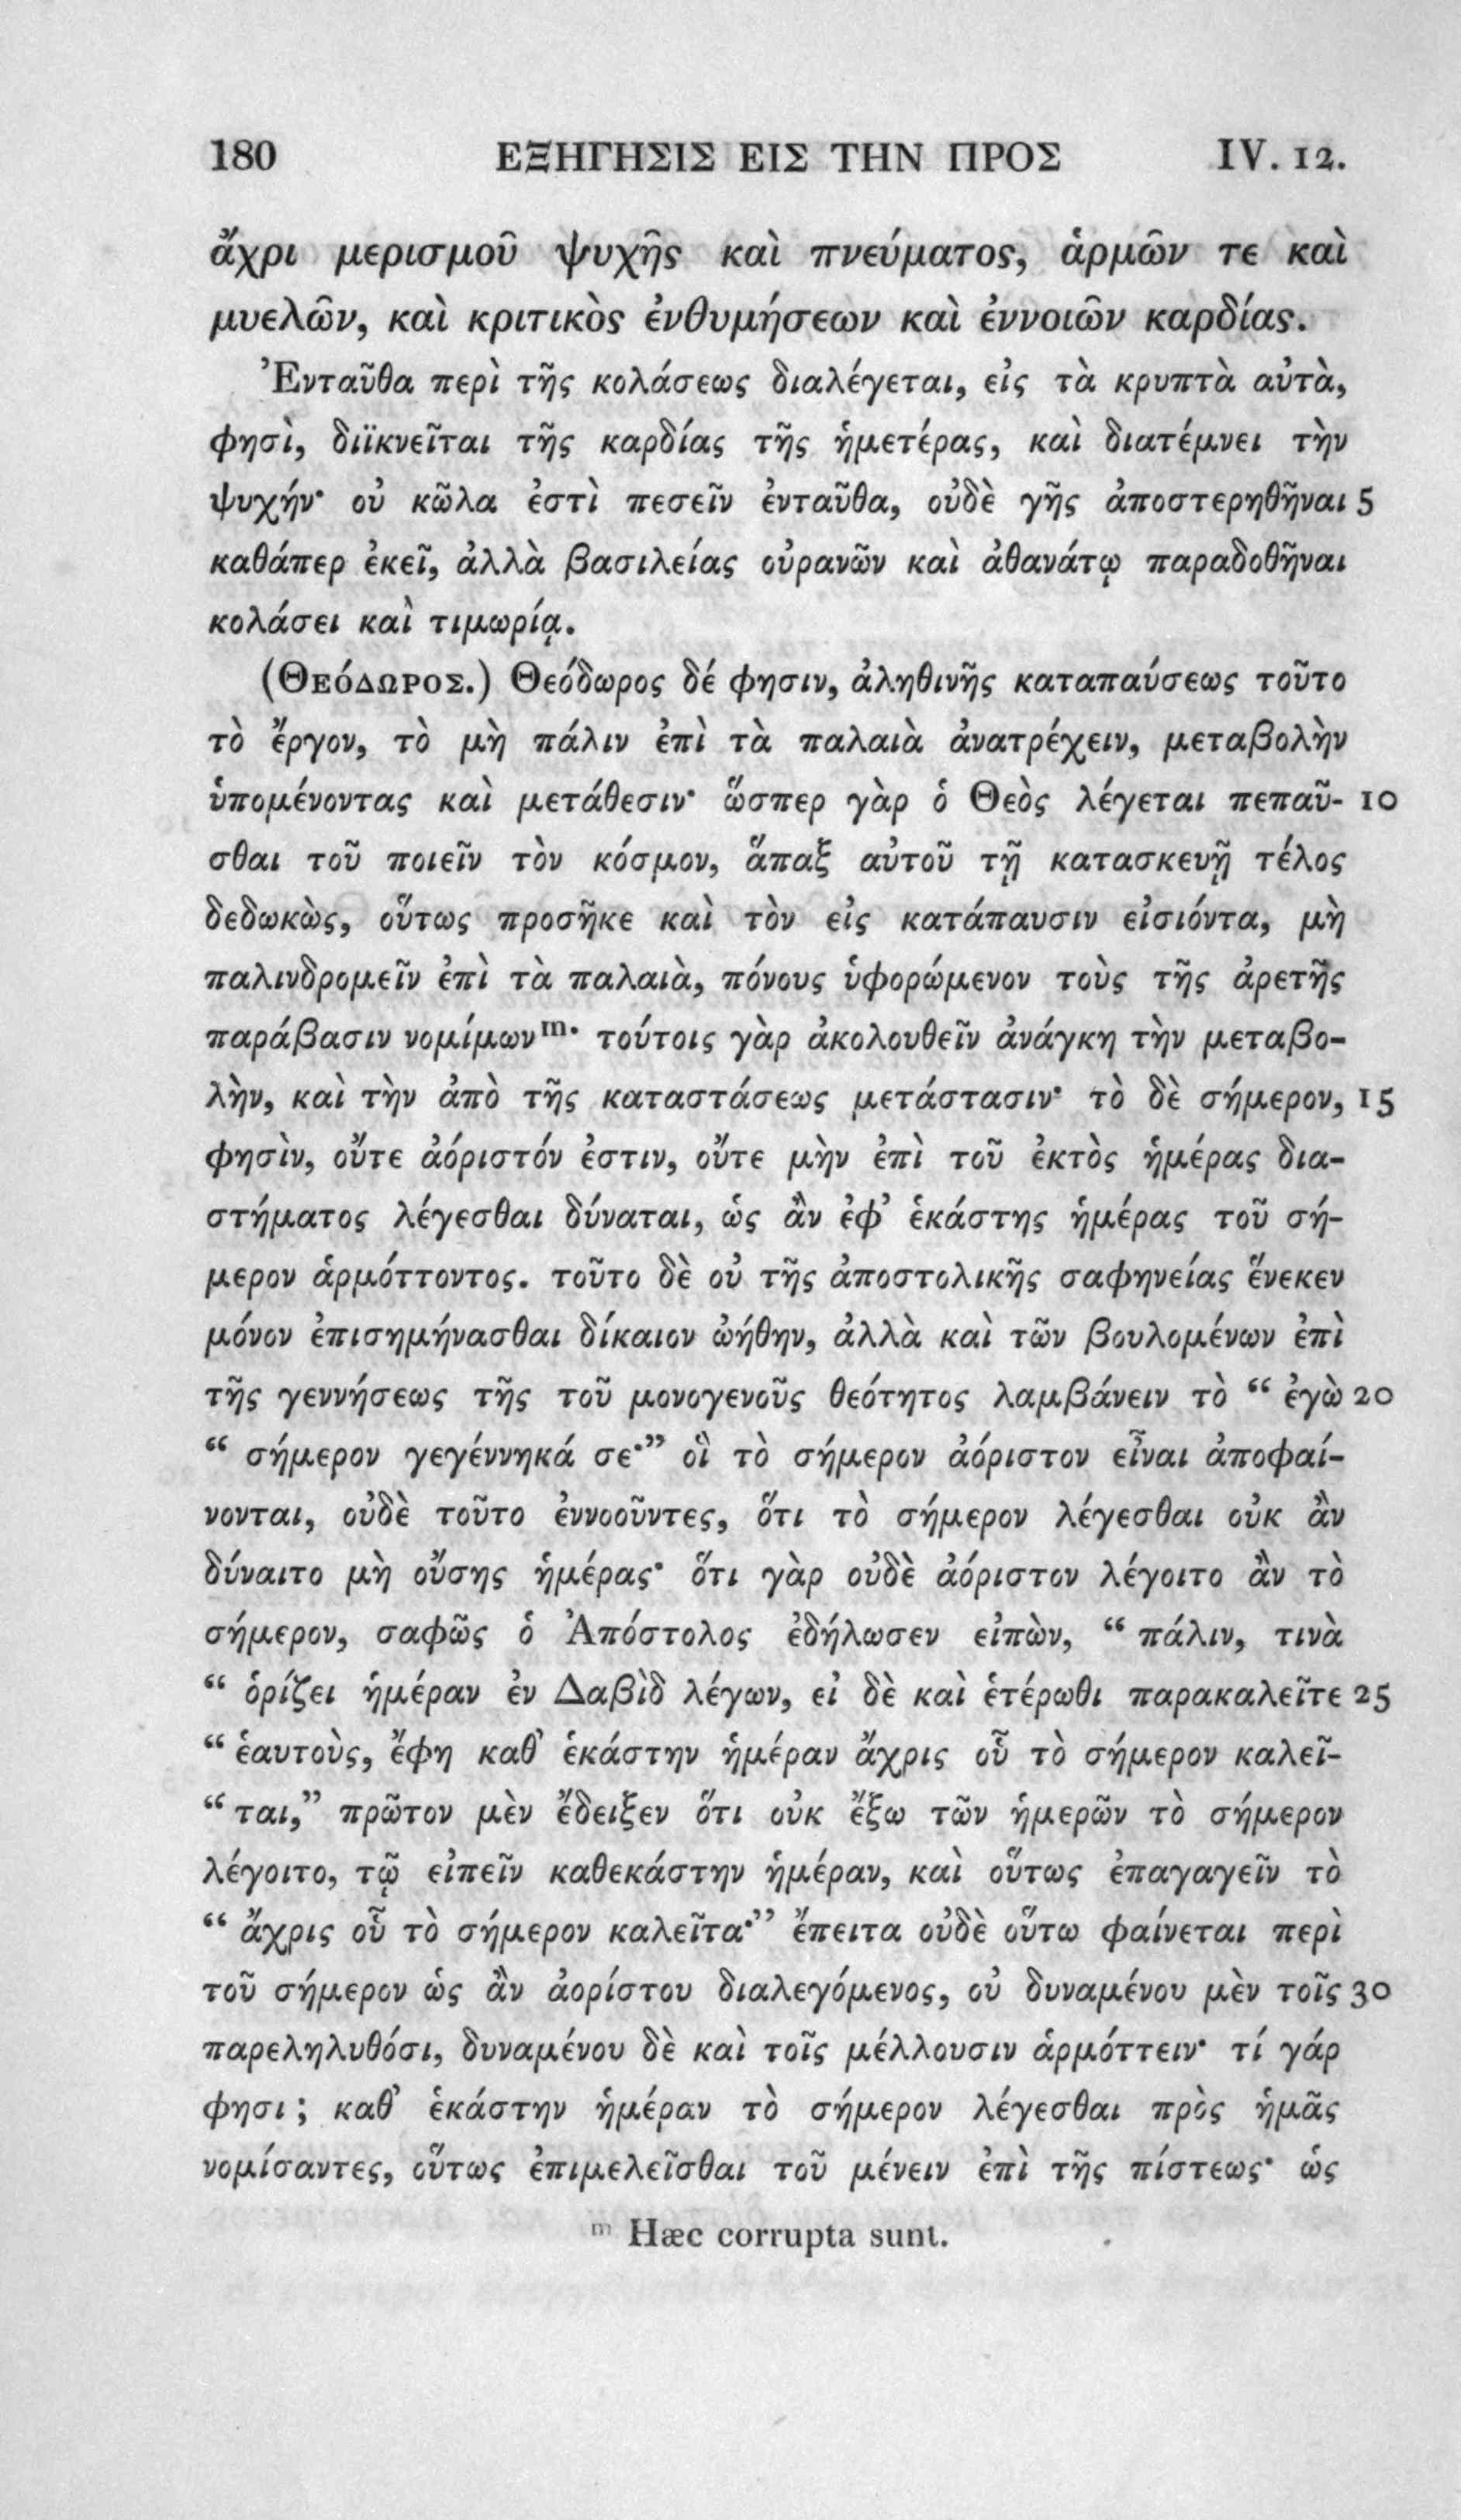 180 ΕΞΗΓΗΣΙΣ ΕΙΣ ΤΗΝ ΠΡΟΣ IV. 12.
ἄχρι μερισμοῦ ψυχῆς καὶ πνεύματος, ἁρμῶν τε καὶ
μυελῶν, καὶ κριτικὸς ἐνθυμήσεων καὶ ἐννοιῶν καρδίας.
Ἐνταῦθα περὶ τῆς κολάσεως διαλέγεται, εἰς τὰ κρυπτὰ αὐτὰ,
φησὶ, διϊκνεῖται τῆς καρδίας τῆς ἡμετέρας, καὶ διατέμνει τὴν
ψυχήν· οὐ κῶλα ἐστὶ πεσεῖν ἐνταῦθα, οὐδὲ γῆς ἀποστερηθῆναι 5
καθάπερ ἐκεῖ, ἀλλὰ βασιλείας οὐρανῶν καὶ ἀθανάτῳ παραδοθῆναι
κολάσει καὶ τιμωρίᾳ.
(ΘΕΌΔΩΡΟΣ.) Θεόδωρος δέ φησιν, ἀληθινῆς καταπαύσεως τοῦτο
τὸ ἔργον, τὸ μὴ πάλιν ἐπὶ τὰ παλαιὰ ἀνατρέχειν, μεταβολὴν
ὑπομένοντας καὶ μετάθεσιν· ὥσπερ γὰρ ὁ Θεὸς λέγεται πεπαῦ- 10
σθαι τοῦ ποιεῖν τὸν κόσμον, ἅπαξ αὐτοῦ τῇ κατασκευῇ τέλος
δεδωκὼς, οὕτως προσῆκε καὶ τὸν εἰς κατάπαυσιν εἰσιόντα, μὴ
παλινδρομεῖν ἐπὶ τὰ παλαιὰ, πόνους ὑφορώμενον τοὺς τῆς ἀρετῆς
παράβασιν νομίμων ᵐ· τούτοις γὰρ ἀκολουθεῖν ἀνάγκη τὴν μεταβο-
λὴν, καὶ τὴν ἀπὸ τῆς καταστάσεως μετάστασιν· τὸ δὲ σήμερον, 15
φησὶν, οὔτε ἀόριστόν ἐστιν, οὔτε μὴν ἐπὶ τοῦ ἐκτὸς ἡμέρας δια-
στήματος λέγεσθαι δύναται, ὡς ἂν ἐφ᾽ ἑκάστης ἡμέρας τοῦ σή-
μερον ἁρμόττοντος. τοῦτο δὲ οὐ τῆς ἀποστολικῆς σαφηνείας ἕνεκεν
μόνον ἐπισημήνασθαι δίκαιον ᾠήθην, ἀλλὰ καὶ τῶν βουλομένων ἐπὶ
τῆς γεννήσεως τῆς τοῦ μονογενοῦς θεότητος λαμβάνειν τὸ “ ἐγὼ 20
“ σήμερον γεγέννηκά σε·” οἳ τὸ σήμερον ἀόριστον εἶναι ἀποφαί-
νονται, οὐδὲ τοῦτο ἐννοοῦντες, ὅτι τὸ σήμερον λέγεσθαι οὐκ ἂν
δύναιτο μὴ οὔσης ἡμέρας· ὅτι γὰρ οὐδὲ ἀόριστον λέγοιτο ἂν τὸ
σήμερον, σαφῶς ὁ Ἀπόστολος ἐδήλωσεν εἰπὼν, “ πάλιν, τινὰ
“ ὁρίζει ἡμέραν ἐν Δαβὶδ λέγων, εἰ δὲ καὶ ἑτέρωθι παρακαλεῖτε 25
“ ἑαυτοὺς, ἔφη καθ᾽ ἑκάστην ἡμέραν ἄχρις οὗ τὸ σήμερον καλεῖ-
“ ται,” πρῶτον μὲν ἔδειξεν ὅτι οὐκ ἔξω τῶν ἡμερῶν τὸ σήμερον
λέγοιτο, τῷ εἰπεῖν καθεκάστην ἡμέραν, καὶ οὕτως ἐπαγαγεῖν τὸ
“ ἄχρις οὗ τὸ σήμερον καλεῖτα·” ἔπειτα οὐδὲ οὕτω φαίνεται περὶ
τοῦ σήμερον ὡς ἂν ἀορίστου διαλεγόμενος, οὐ δυναμένου μὲν τοῖς 30
παρεληλυθόσι, δυναμένου δὲ καὶ τοῖς μέλλουσιν ἁρμόττειν· τί γάρ
φησι; καθ᾽ ἑκάστην ἡμέραν τὸ σήμερον λέγεσθαι πρὸς ἡμᾶς
νομίσαντες, οὕτως ἐπιμελεῖσθαι τοῦ μένειν ἐπὶ τῆς πίστεως· ὡς
ᵐ Hæc corrupta sunt.